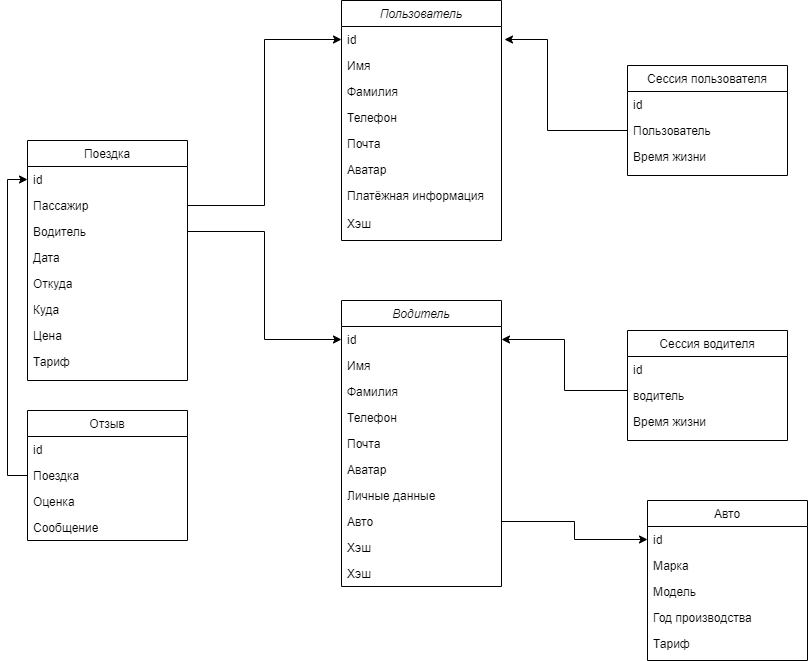 Пользователь
id
Имя
Фамилия
Телефон
Почта
Аватар
Платёжная информация
Хэш
Сессия пользователя
id
Пользователь
Время жизни
Поездка
id
Пассажир
Водитель
Дата
Откуда
Куда
Цена
Тариф
Водитель
id
Имя
Фамилия
Телефон
Почта
Аватар
Личные данные
Авто
Хэш
Хэш
Сессия водителя
id
водитель
Время жизни
Отзыв
id
Поездка
Оценка
Сообщение
Авто
id
Марка
Модель
Год производства
Тариф